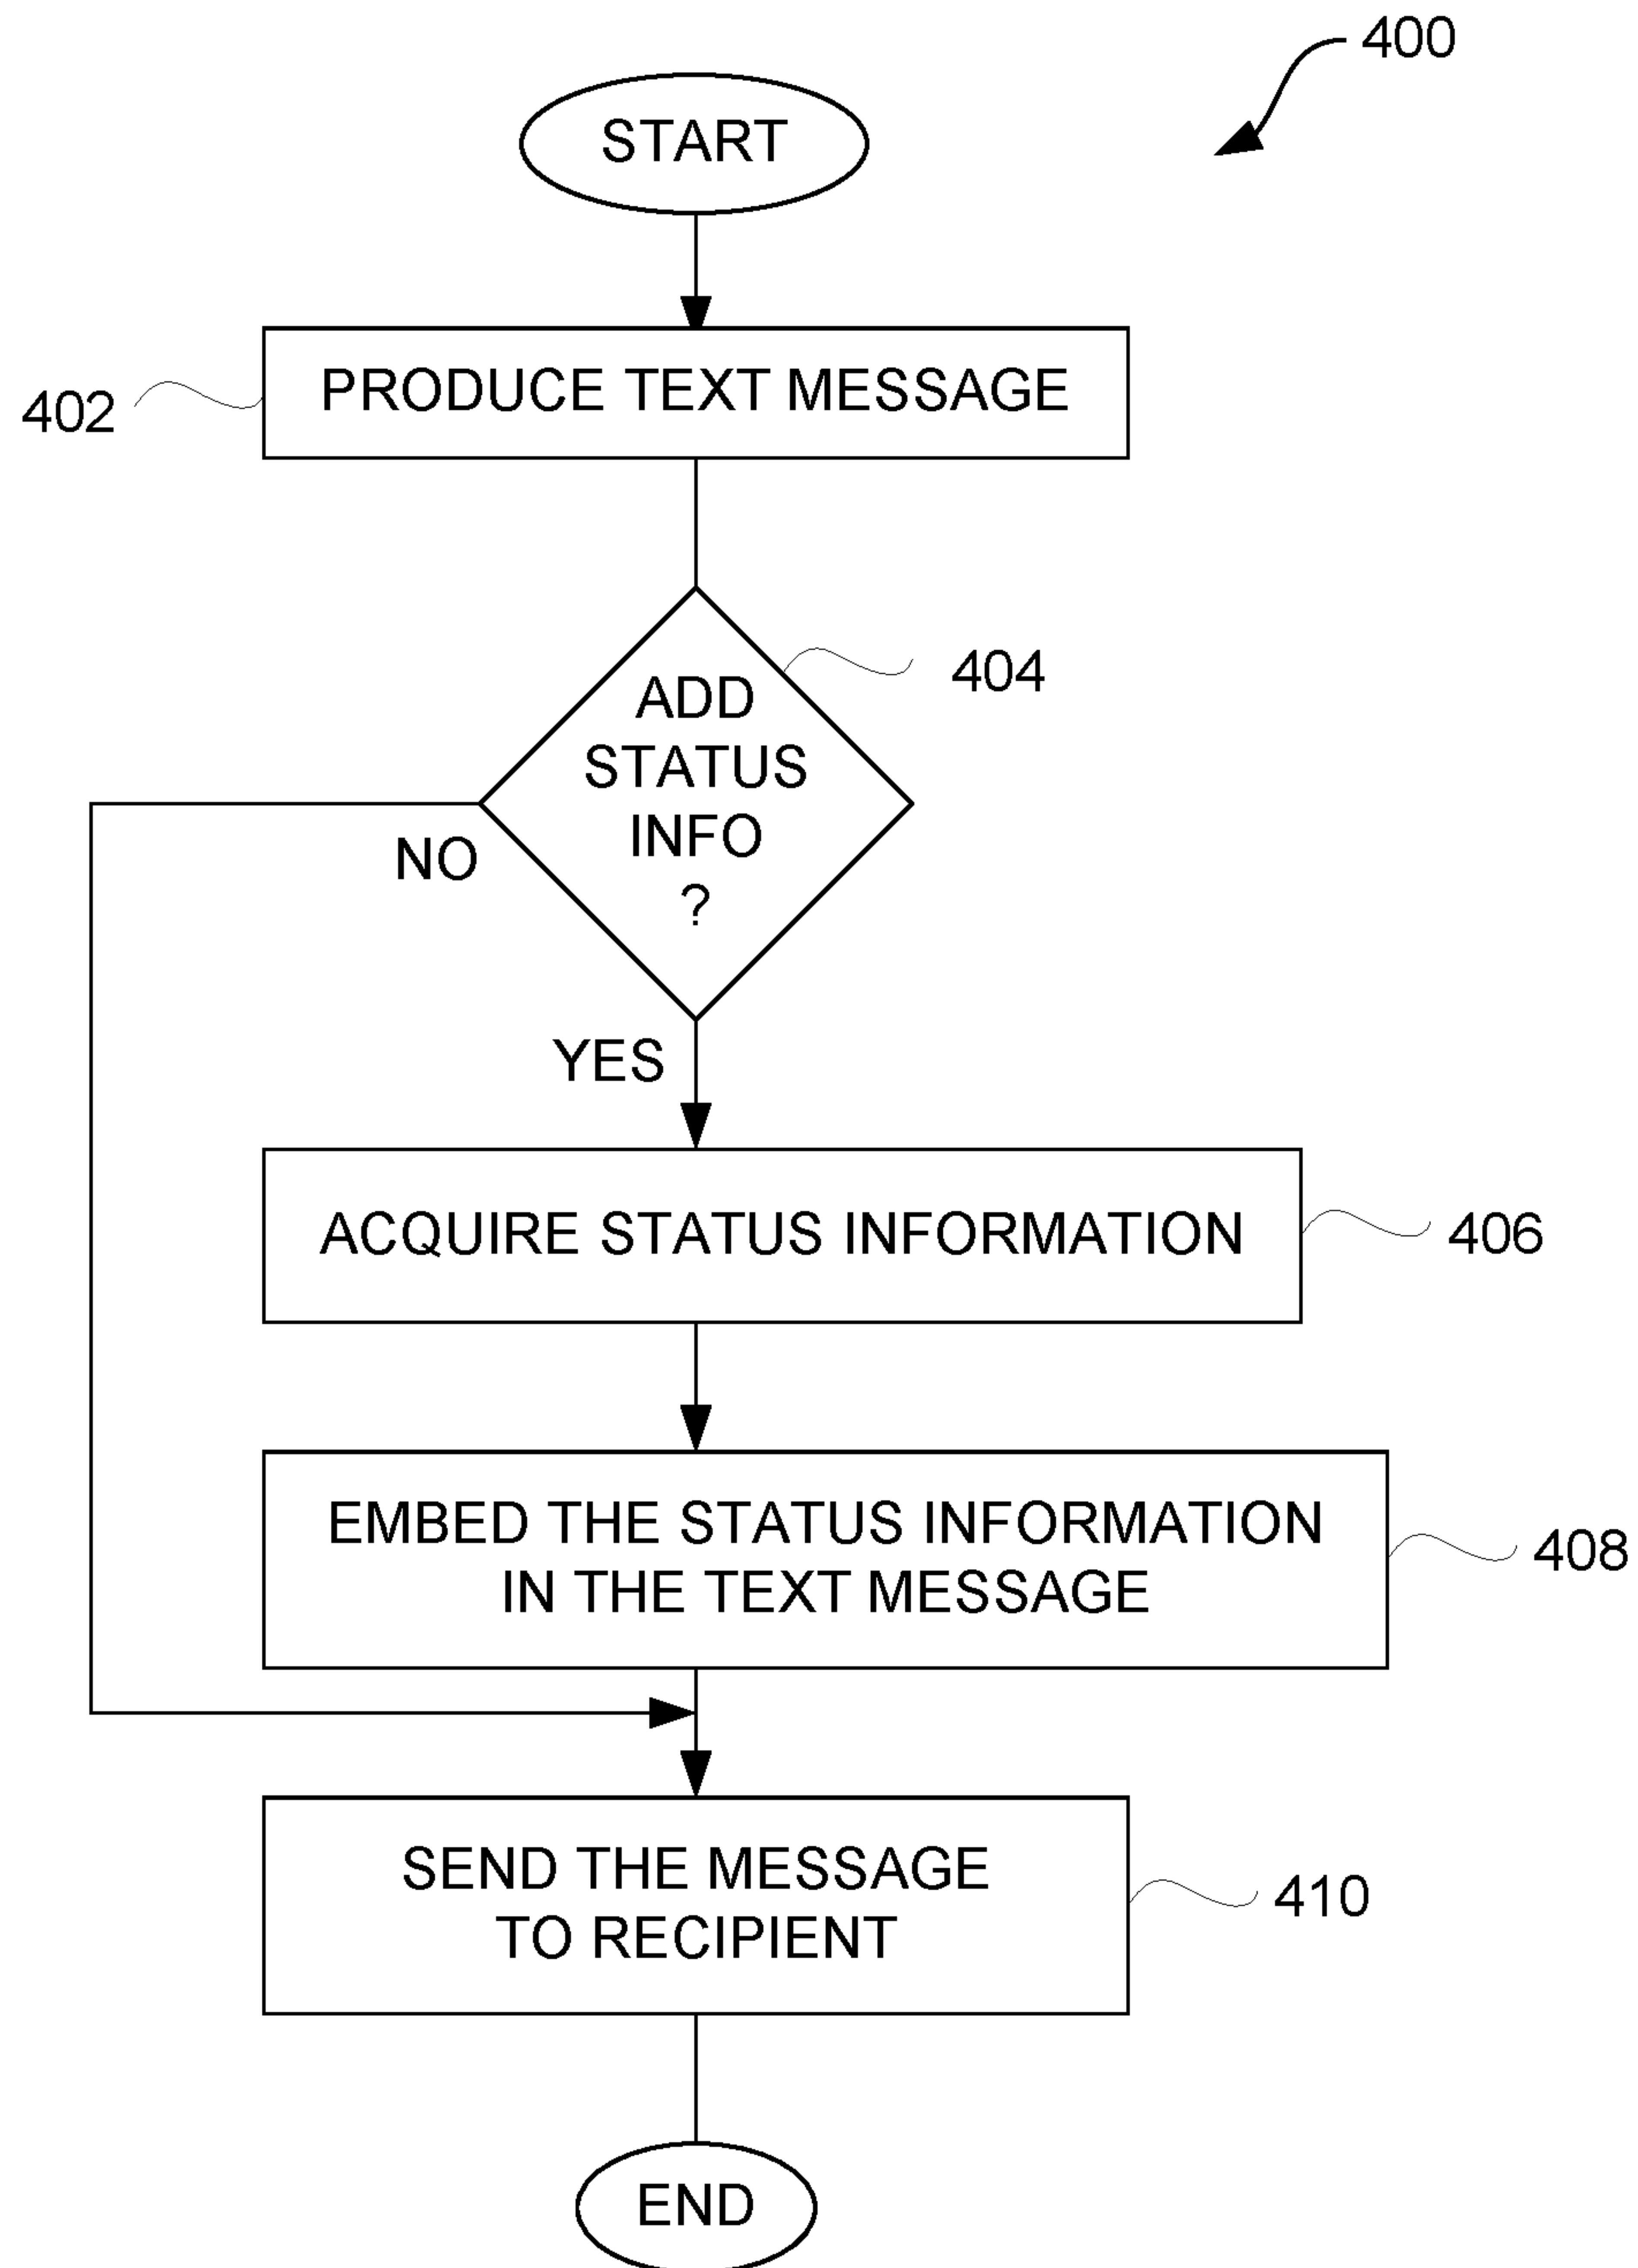 400
START
402
PRODUCE TEXT MESSAGE
404
ADD
STATUS
INFO
?
NO
YES
ACQUIRE STATUS INFORMATION
406
EMBED THE STATUS INFORMATION
IN THE TEXT MESSAGE
408
SEND THE MESSAGE
TO RECIPIENT
410
END